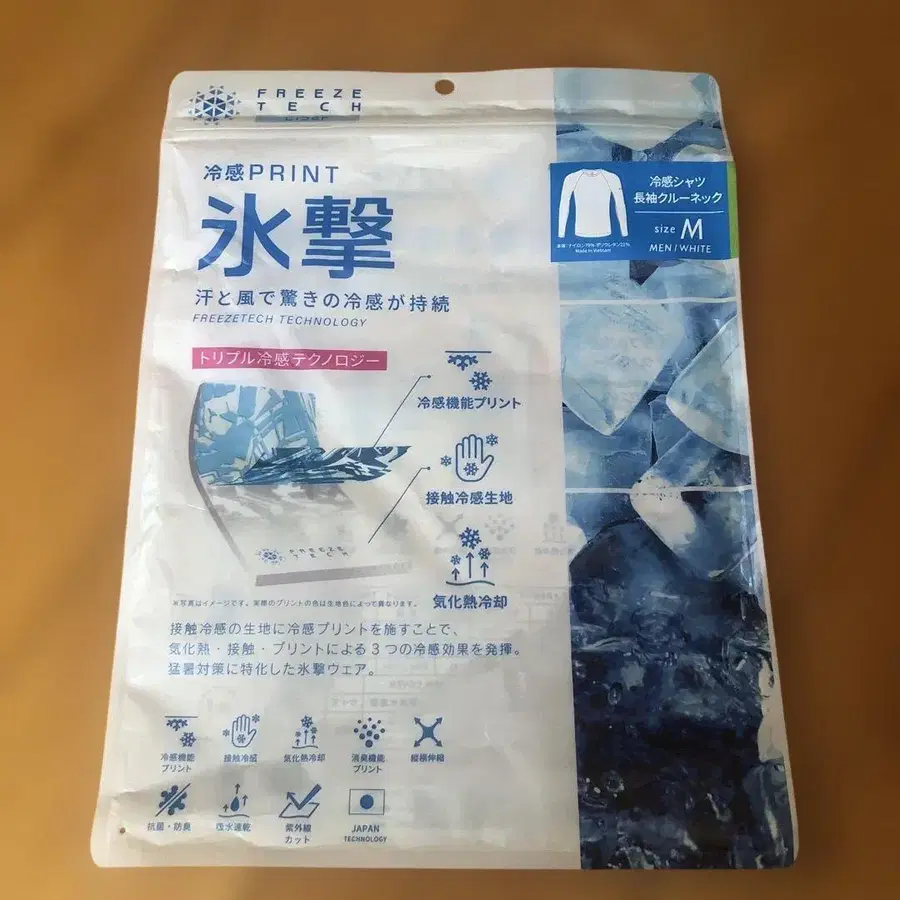 FREEZE
TECH
冷感PRINT
氷撃
汗と風で驚きの冷感が持続
FREEZETECH TECHNOLOGY
冷感シャツ
長袖クルーネック
size M
MEN / WHITE
Made in Vietnam
トリプル冷感テクノロジー
冷感機能プリント
接触冷感生地
気化熱冷却
FREEZE
TECH
※写真はイメージです。実際のプリントの色は生地色によって異なります。
接触冷感の生地に冷感プリントを施すことで、
気化熱・接触・プリントによる3つの冷感効果を発揮。
猛暑対策に特化した氷撃ウェア。
冷感機能
プリント
接触冷感
気化熱冷却
消臭機能
プリント
縦横伸縮
抗菌・防臭
吸水速乾
紫外線
カット
JAPAN
TECHNOLOGY